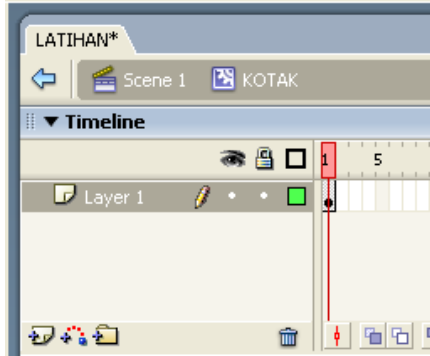 LATIHAN*
Scene 1 KOTAK
Timeline
1 5
Layer 1